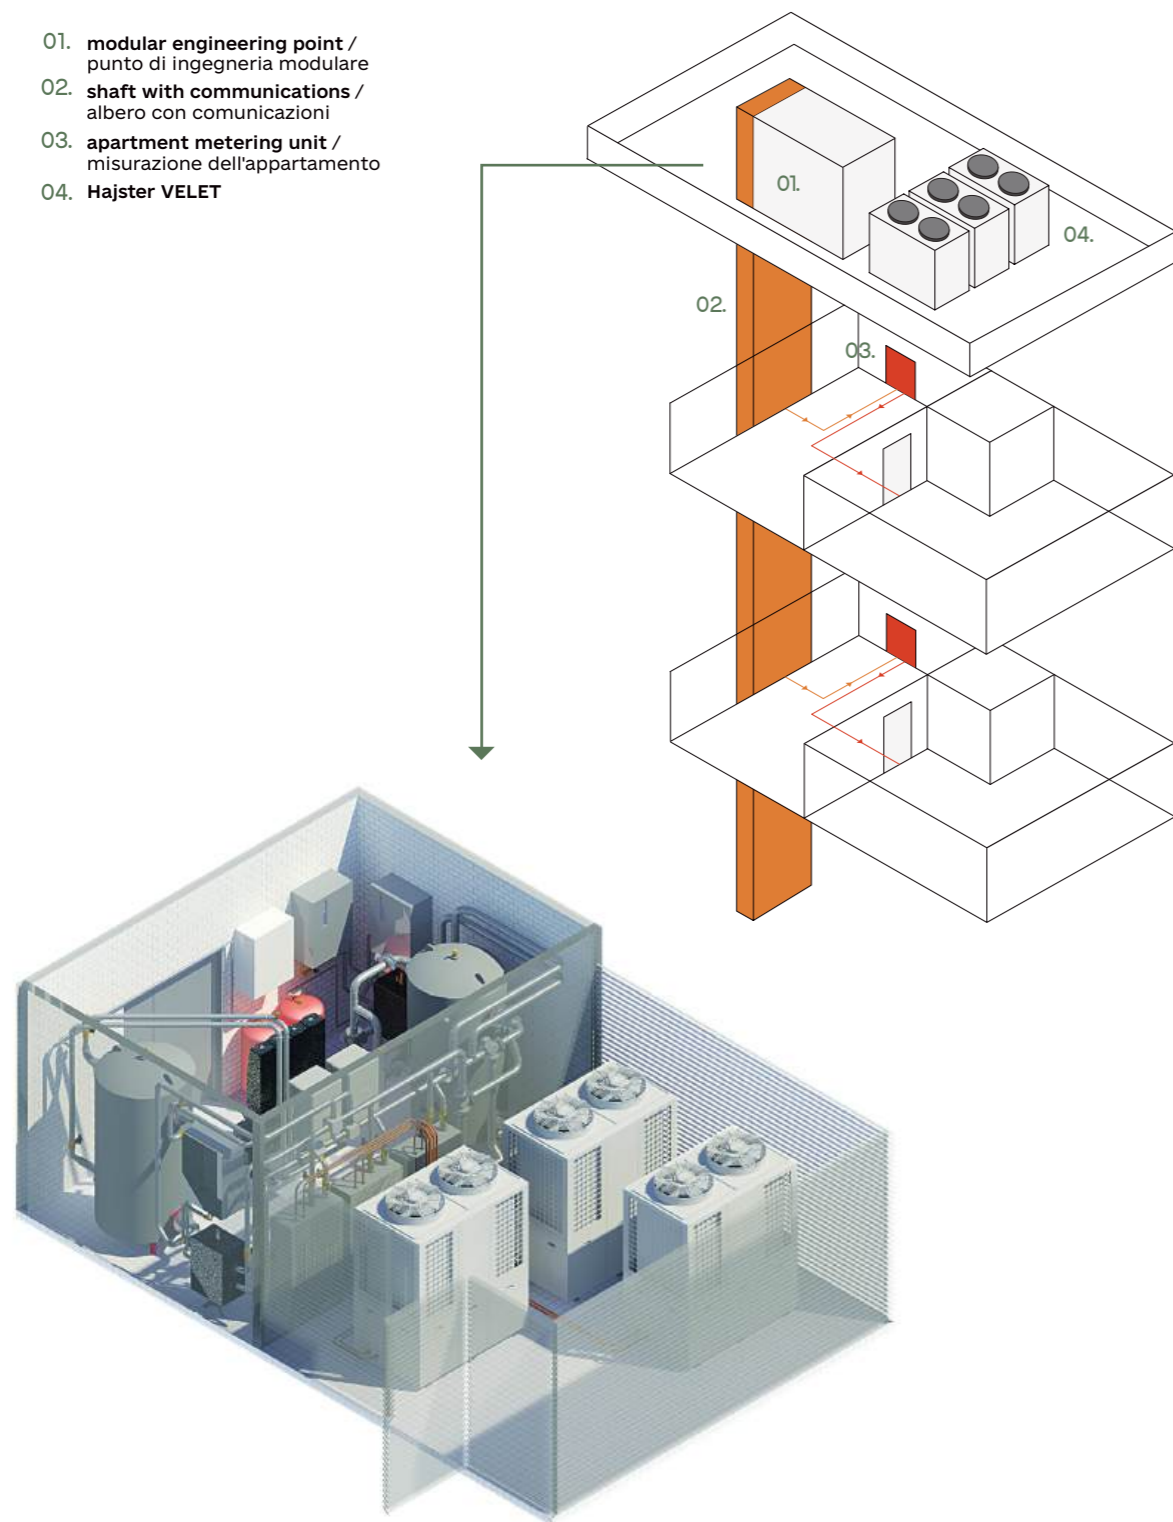 01. modular engineering point /
punto di ingegneria modulare
02. shaft with communications /
albero con comunicazioni
03. apartment metering unit /
misurazione dell'appartamento
04. Hajster VELET
01.
04.
02.
03.